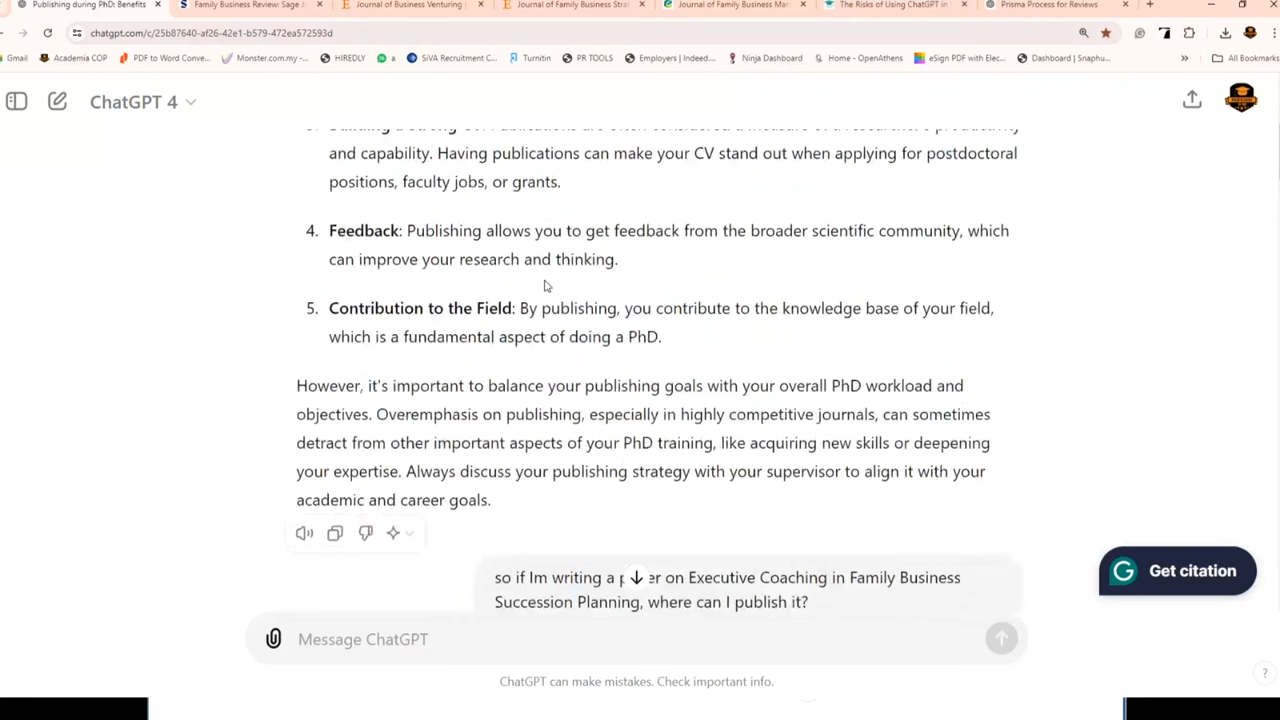 Publishing during PhD: Benefits
Family Business Review: Sage J
Journal of Business Venturing |
Journal of Family Business Strat
Journal of Family Business Man
The Risks of Using ChatGPT in
Prisma Process for Reviews
chatgpt.com/c/25b87640-af26-42e1-b579-472ea572593d
Gmail
Academia COP
PDF to Word Conve...
Monster.com.my -...
HIREDLY
a
SiVA Recruitment C...
Turnitin
PR TOOLS
Employers | Indeed...
Ninja Dashboard
Home - OpenAthens
eSign PDF with Elec...
Dashboard | Snaphu...
»
All Bookmarks
ChatGPT 4
and capability. Having publications can make your CV stand out when applying for postdoctoral
positions, faculty jobs, or grants.
4. Feedback: Publishing allows you to get feedback from the broader scientific community, which
can improve your research and thinking.
5. Contribution to the Field: By publishing, you contribute to the knowledge base of your field,
which is a fundamental aspect of doing a PhD.
However, it's important to balance your publishing goals with your overall PhD workload and
objectives. Overemphasis on publishing, especially in highly competitive journals, can sometimes
detract from other important aspects of your PhD training, like acquiring new skills or deepening
your expertise. Always discuss your publishing strategy with your supervisor to align it with your
academic and career goals.
Get citation
so if Im writing a p er on Executive Coaching in Family Business
Succession Planning, where can I publish it?
Message ChatGPT
ChatGPT can make mistakes. Check important info.
?